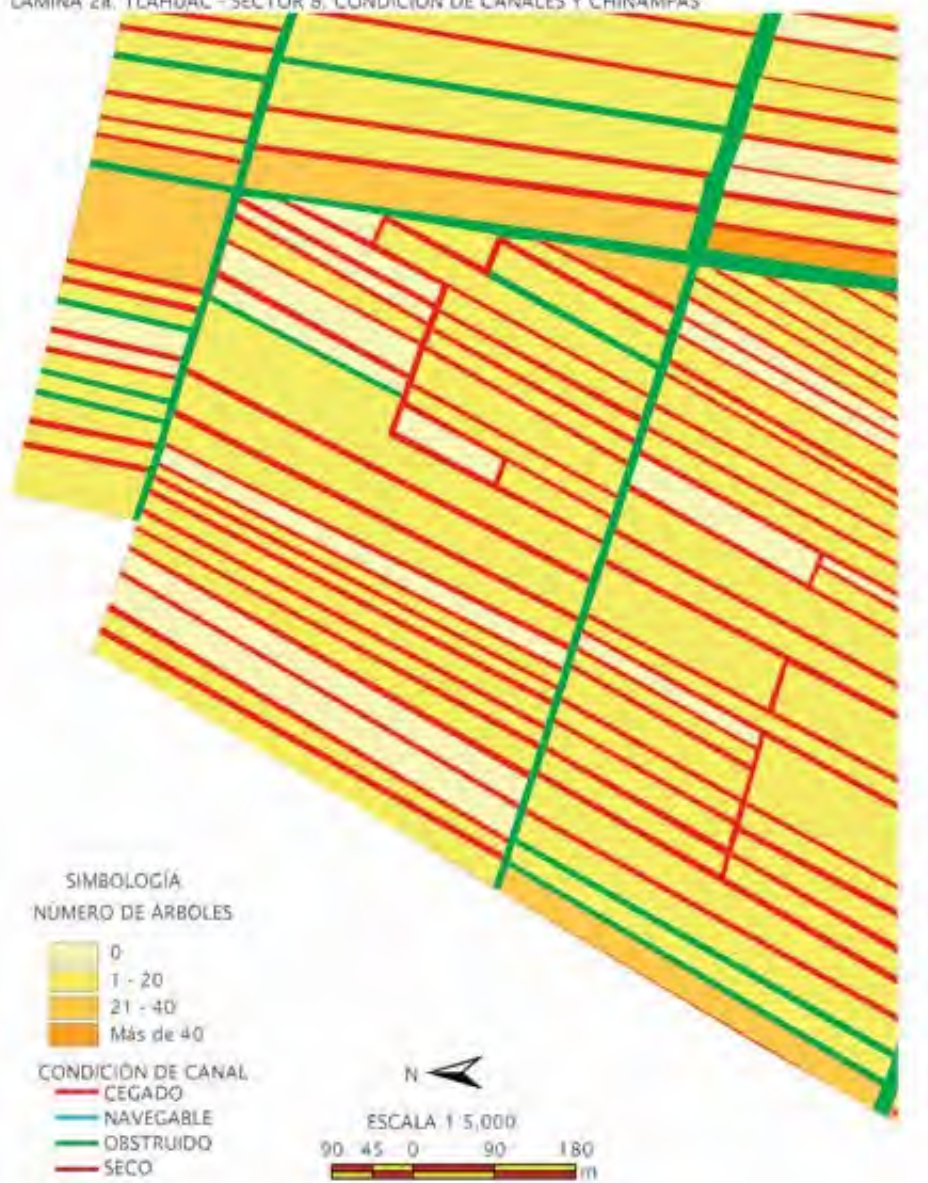 LÁMINA 28. TLÁHUAC - SECTOR 8. CONDICIÓN DE CANALES Y CHINAMPAS
SIMBOLOGÍA
NÚMERO DE ÁRBOLES
0
1 - 20
21 - 40
Más de 40
CONDICIÓN DE CANAL
CEGADO
NAVEGABLE
OBSTRUIDO
SECO
N
ESCALA 1 5,000
90 45 0 90 180
m